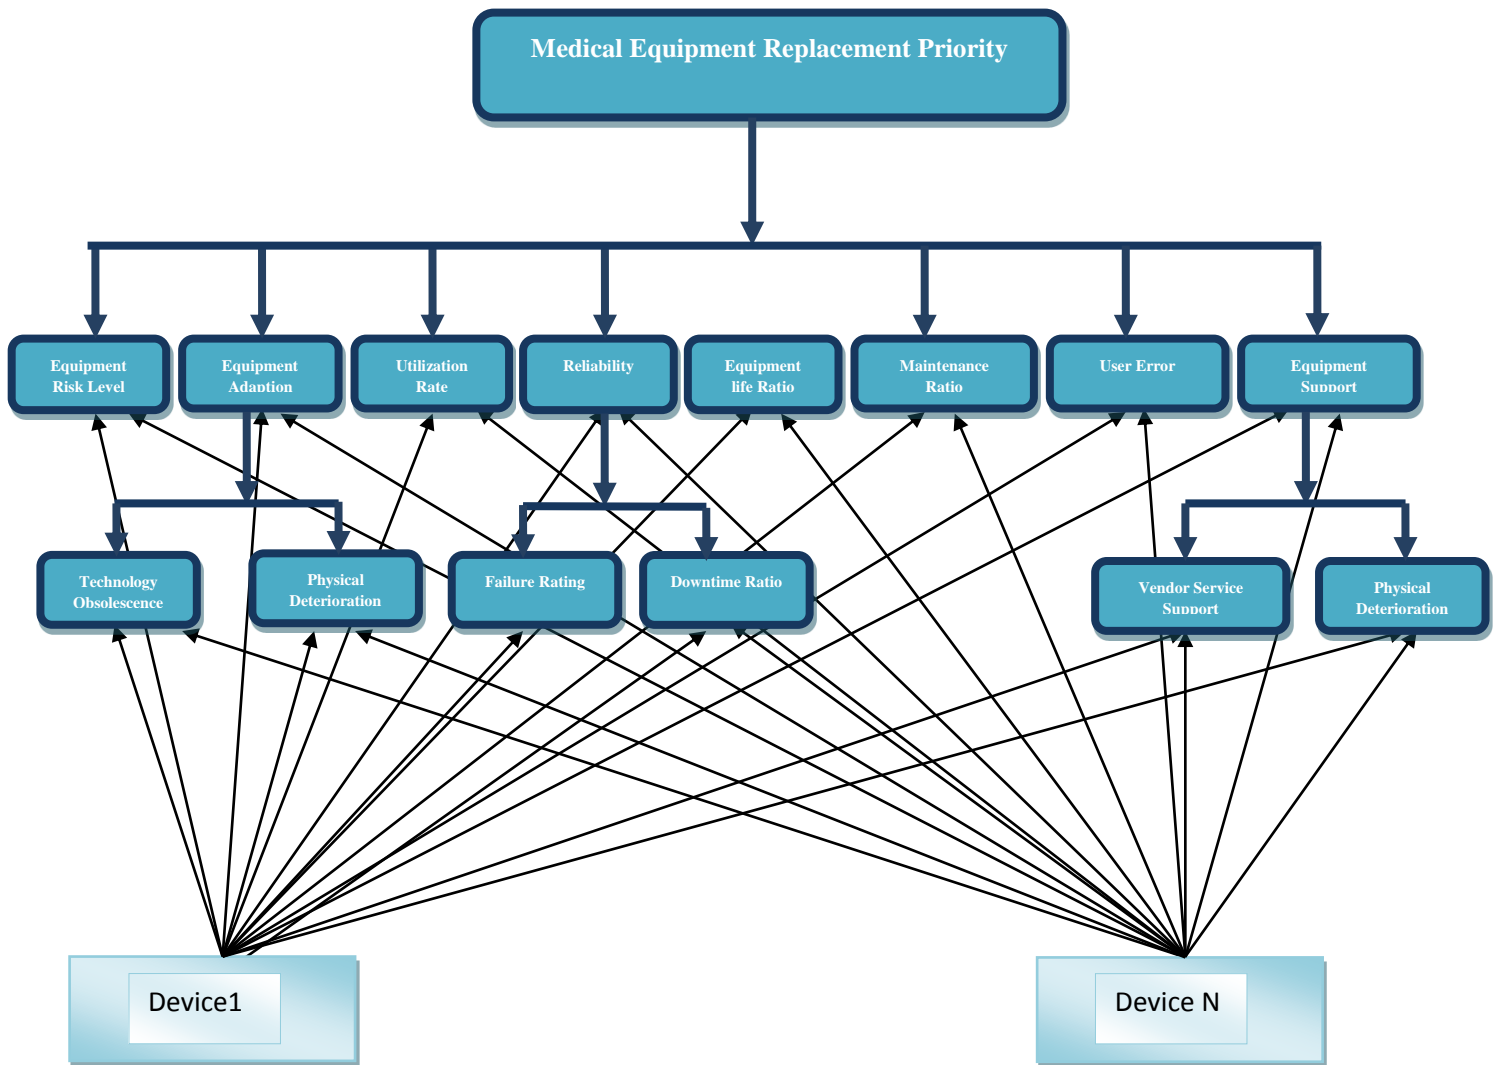 Medical Equipment Replacement Priority
Equipment
Risk Level
Equipment
Adaption
Utilization
Rate
Reliability
Equipment
life Ratio
Maintenance
Ratio
User Error
Equipment
Support
Technology
Obsolescence
Physical
Deterioration
Failure Rating
Downtime Ratio
Vendor Service
Support
Physical
Deterioration
Device1
Device N